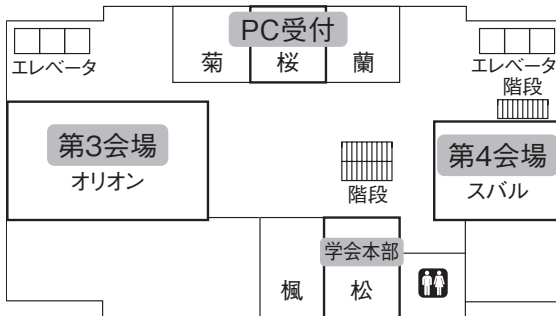 PC受付
菊 桜 蘭
エレベータ
エレベータ
階段
第3会場
オリオン
第4会場
スバル
階段
学会本部
楓 松